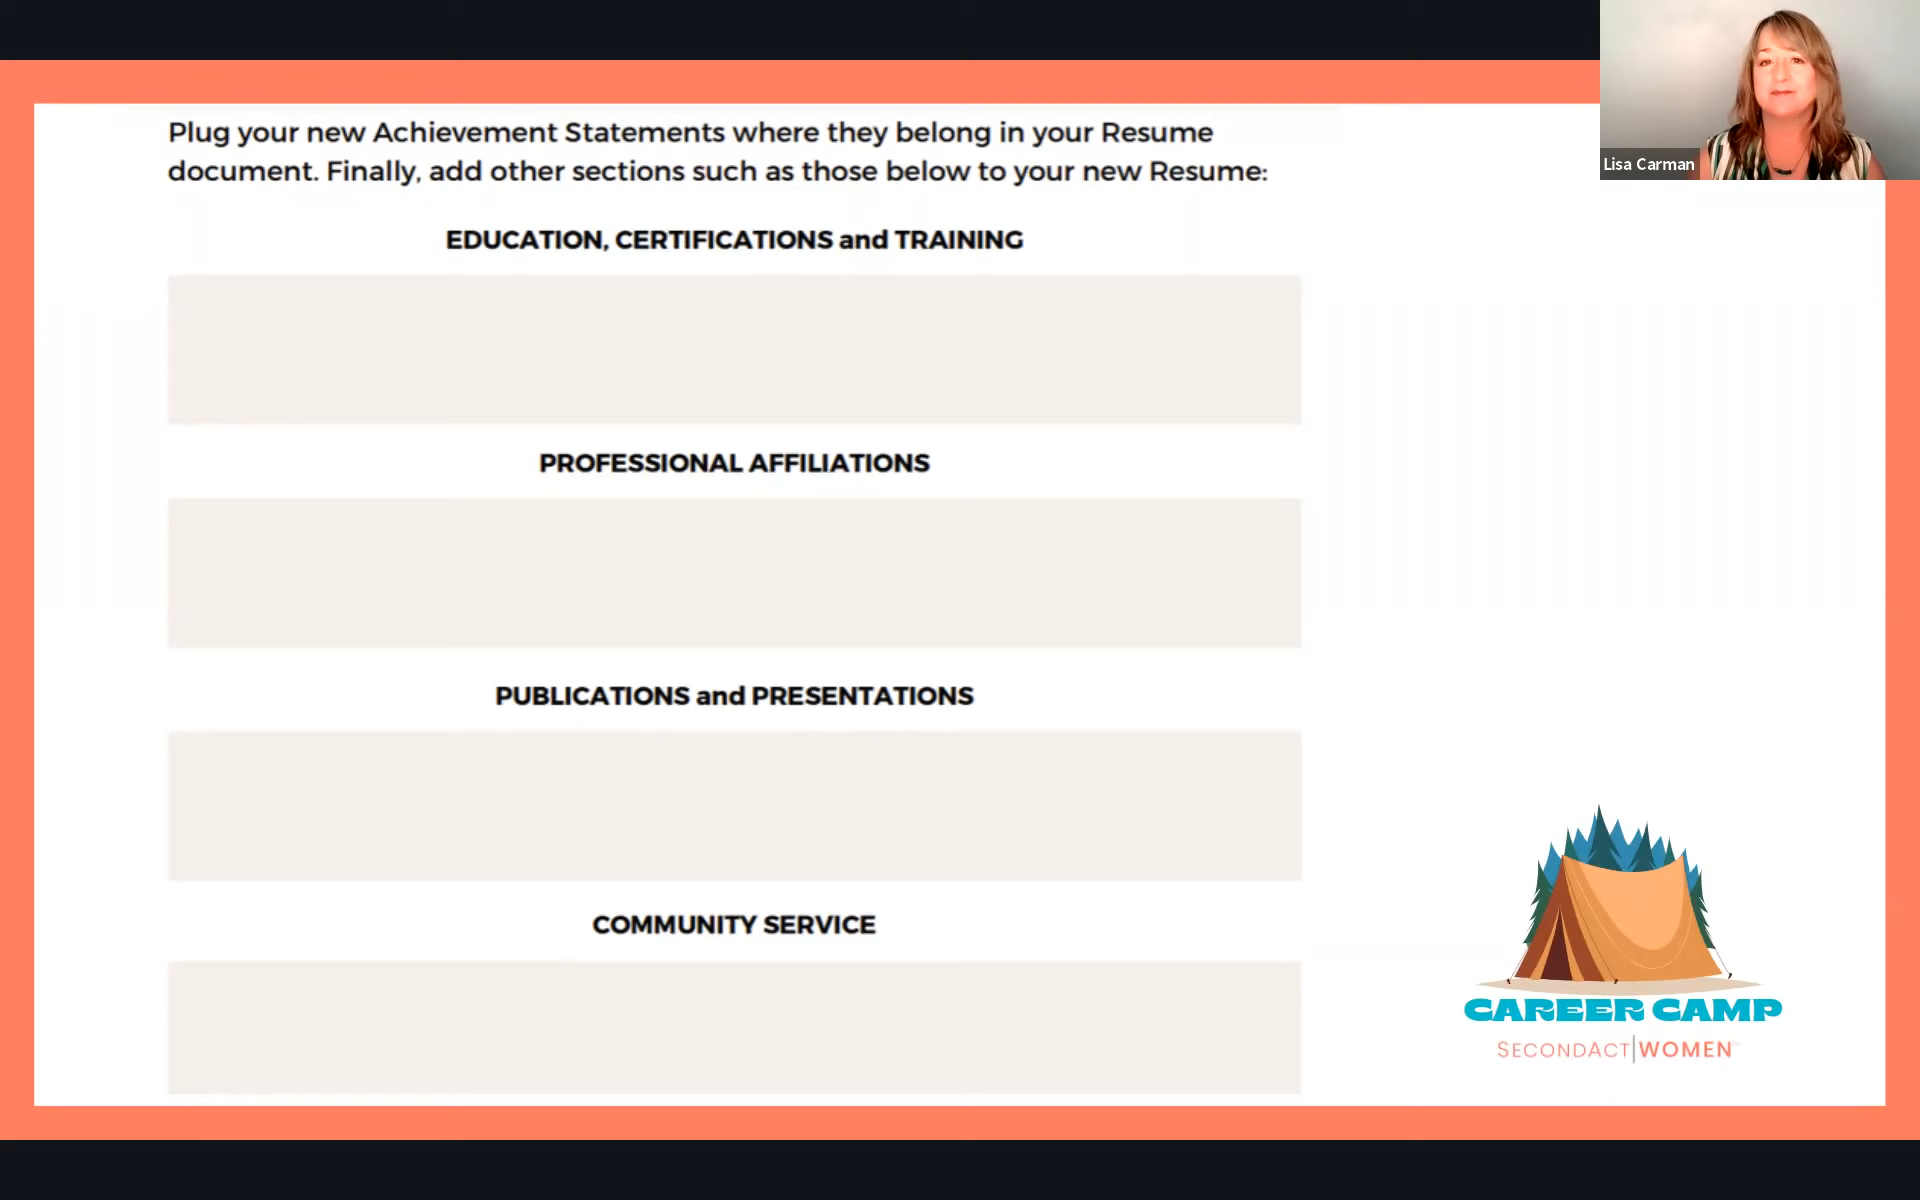 Plug your new Achievement Statements where they belong in your Resume
document. Finally, add other sections such as those below to your new Resume:
EDUCATION, CERTIFICATIONS and TRAINING
PROFESSIONAL AFFILIATIONS
PUBLICATIONS and PRESENTATIONS
COMMUNITY SERVICE
Lisa Carman
CAREER CAMP
SECONDACT|WOMEN